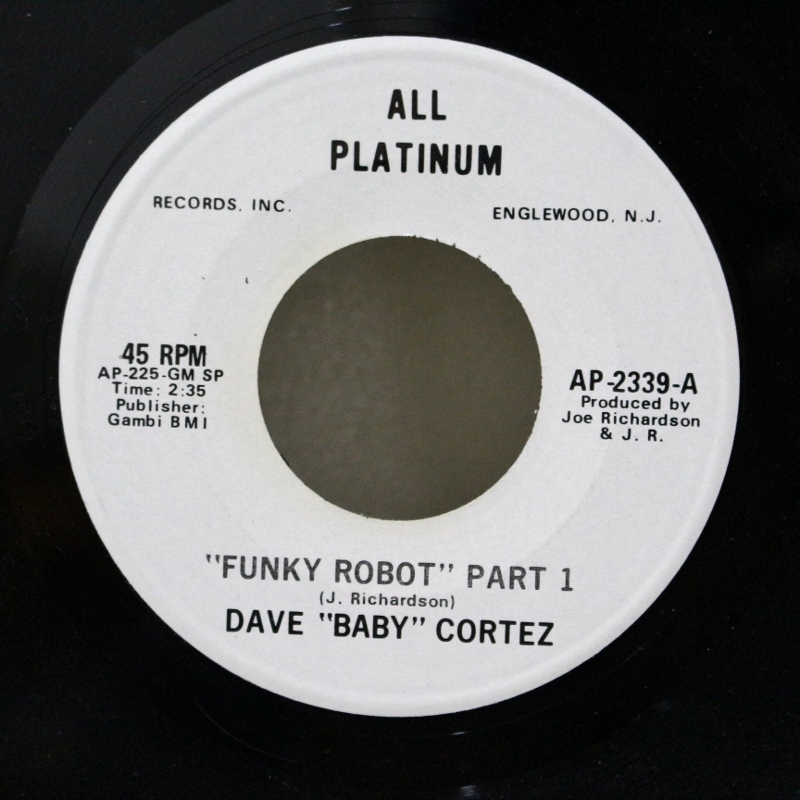 ALL
PLATINUM
RECORDS, INC.
ENGLEWOOD, N.J.
45 RPM
AP-225-GM SP
Time: 2:35
Publisher:
Gambi BMI
AP-2339-A
Produced by
Joe Richardson
& J. R.
"FUNKY ROBOT" PART 1
(J. Richardson)
DAVE "BABY" CORTEZ